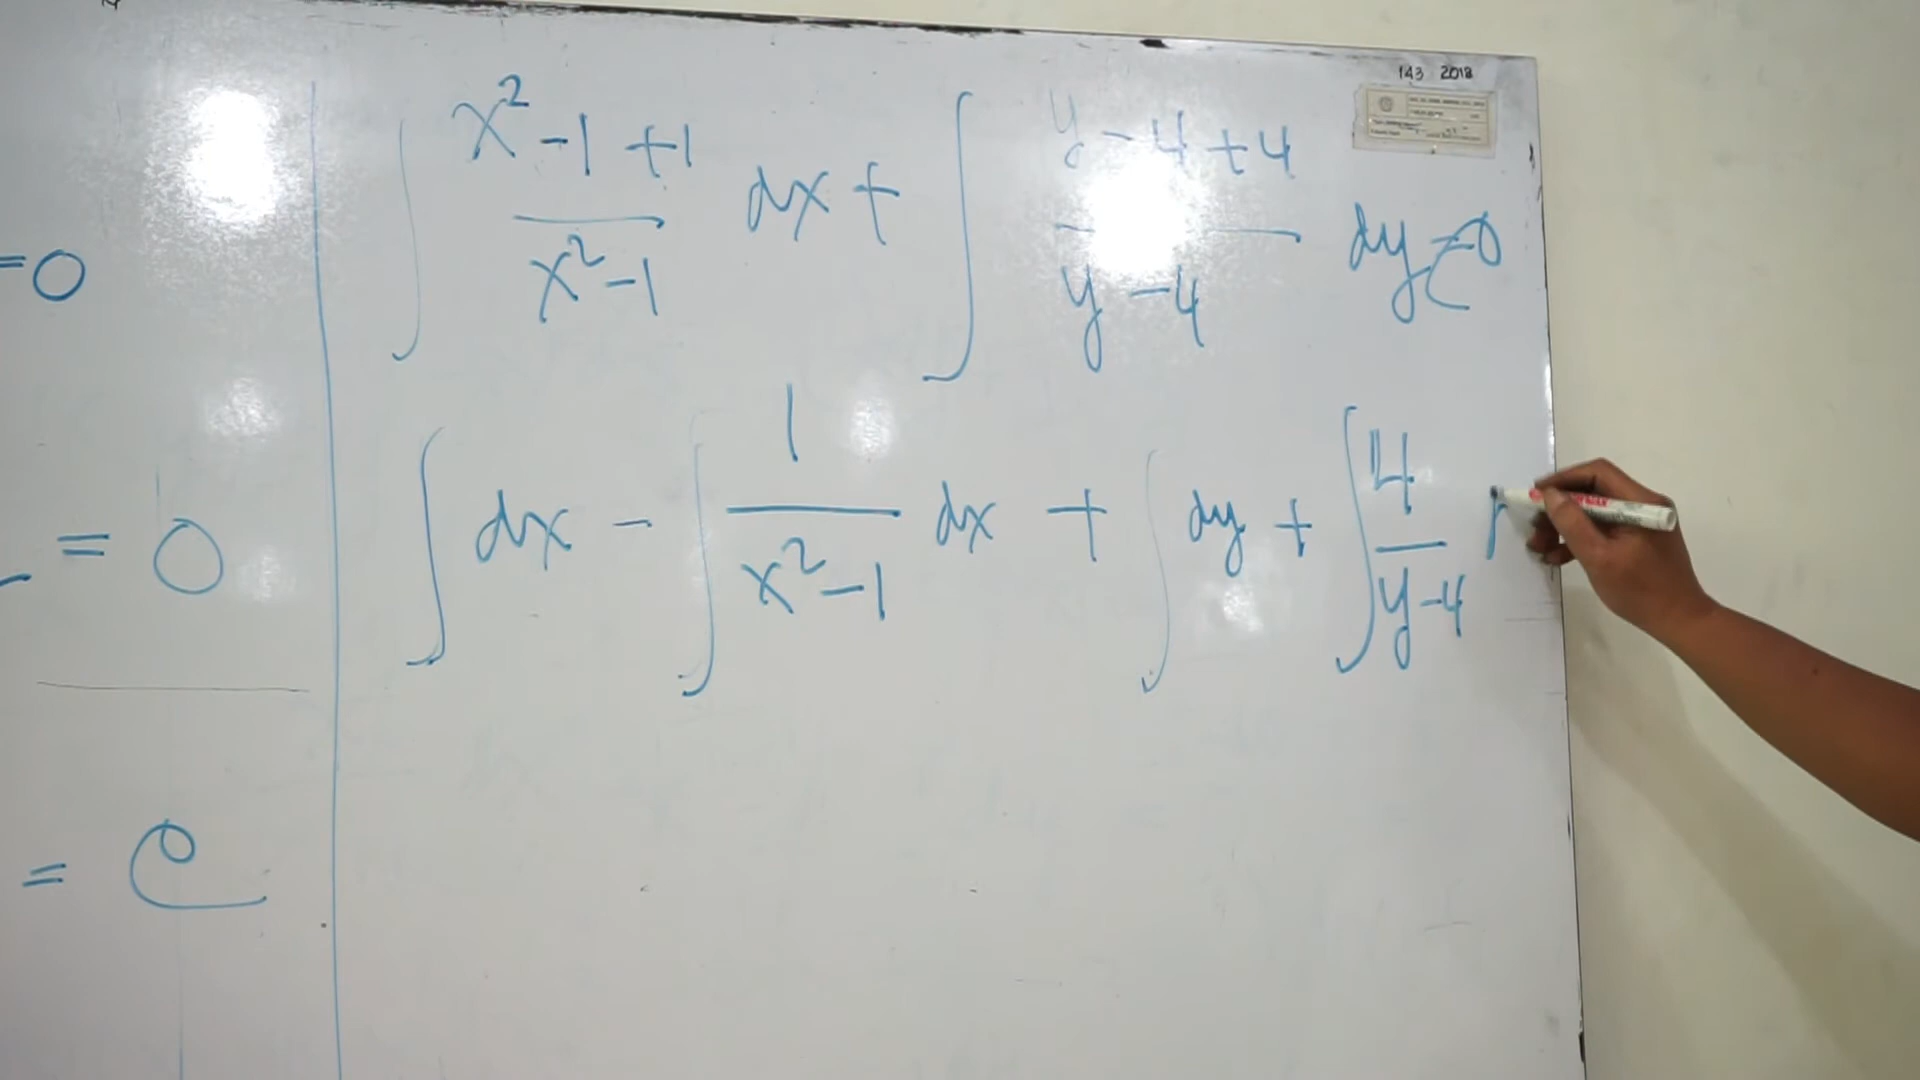 143 2018
∫ (x² - 1 + 1)/(x² - 1) dx + ∫ (y - 4 + 4)/(y - 4) dy = C
= 0
∫ dx - ∫ 1/(x² - 1) dx + ∫ dy + ∫ 4/(y - 4)
= 0
= C